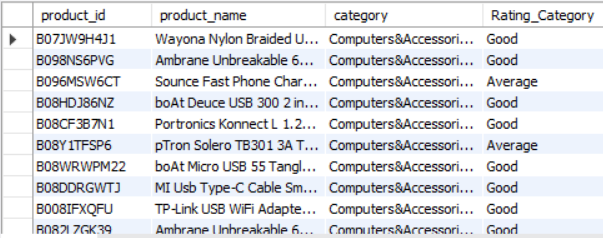 product_id product_name category Rating_Category
B07JW9H4J1 Wayona Nylon Braided U... Computers&Accessori... Good
B098NS6PVG Ambrane Unbreakable 6... Computers&Accessori... Good
B096MSW6CT Sounce Fast Phone Char... Computers&Accessori... Average
B08HDJ86NZ boAt Deuce USB 300 2 in... Computers&Accessori... Good
B08CF3B7N1 Portronics Konnect L 1.2... Computers&Accessori... Good
B08Y1TFSP6 pTron Solero TB301 3A T... Computers&Accessori... Average
B08WRWPM22 boAt Micro USB 55 Tangl... Computers&Accessori... Good
B08DDRGWTJ MI Usb Type-C Cable Sm... Computers&Accessori... Good
B008IFXQFU TP-Link USB WiFi Adapte... Computers&Accessori... Good
B082LZGK39 Ambrane Unbreakable 6... Computers&Accessori... Good